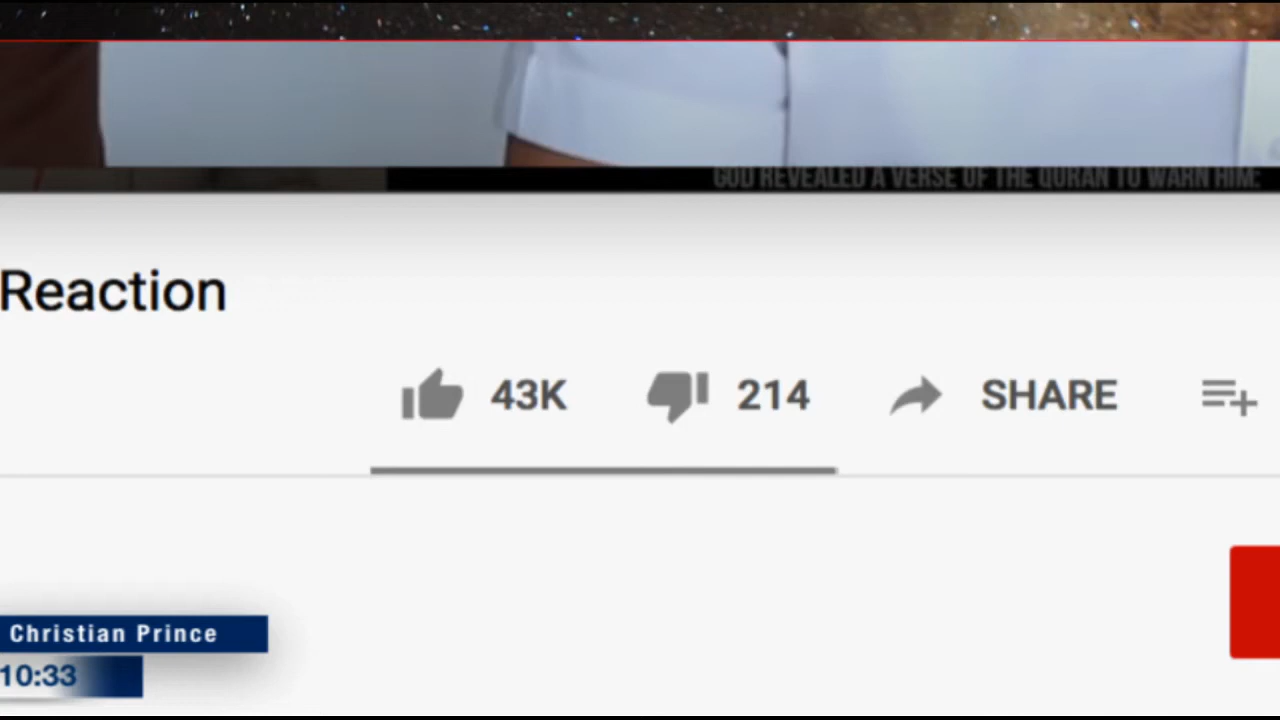 GOD REVEALED A VERSE OF THE QURAN TO WARN HIM:
Reaction
43K 214 SHARE
Christian Prince
10:33